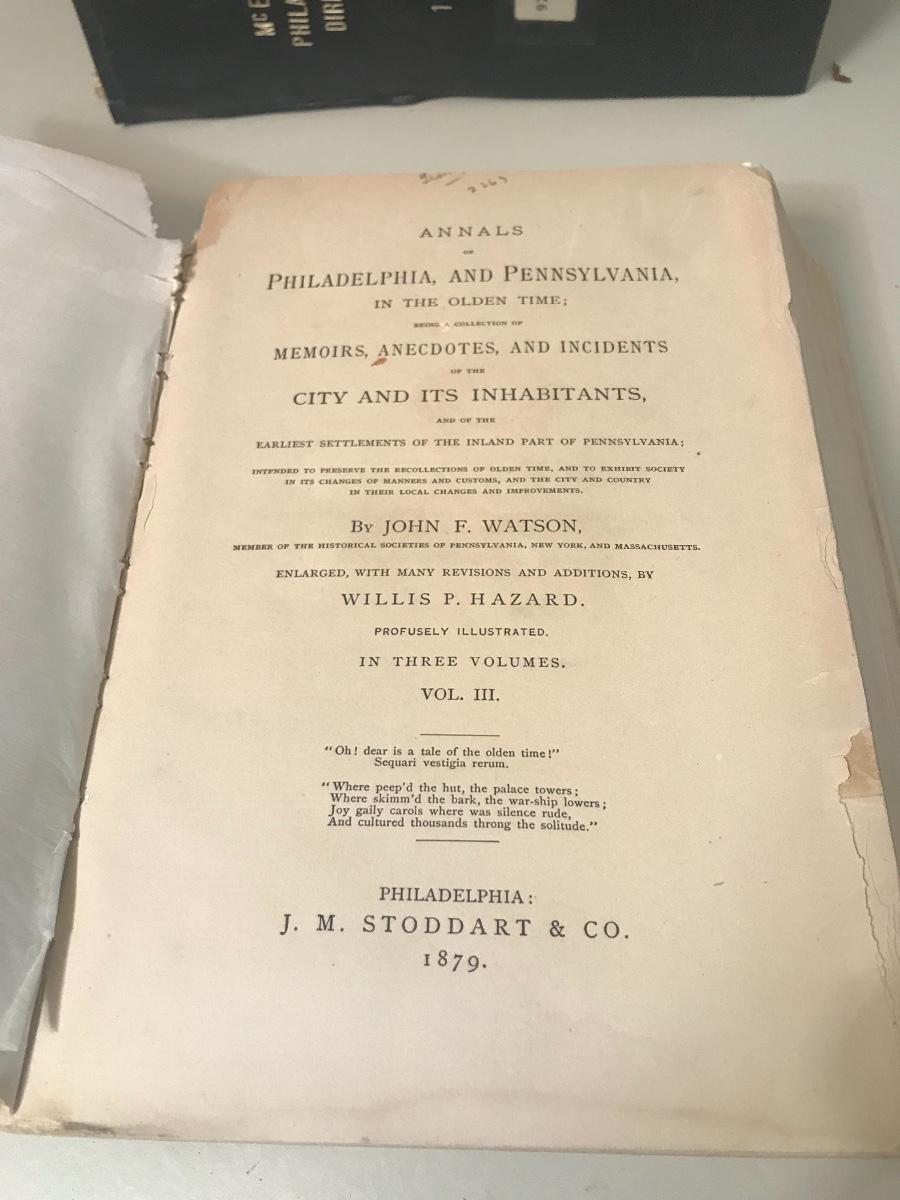 Mc E
PHILA
DIRE
1
92
2363
ANNALS
OF
PHILADELPHIA, AND PENNSYLVANIA,
IN THE OLDEN TIME;
BEING A COLLECTION OF
MEMOIRS, ANECDOTES, AND INCIDENTS
OF THE
CITY AND ITS INHABITANTS,
AND OF THE
EARLIEST SETTLEMENTS OF THE INLAND PART OF PENNSYLVANIA;
INTENDED TO PRESERVE THE RECOLLECTIONS OF OLDEN TIME, AND TO EXHIBIT SOCIETY
IN ITS CHANGES OF MANNERS AND CUSTOMS, AND THE CITY AND COUNTRY
IN THEIR LOCAL CHANGES AND IMPROVEMENTS.
By JOHN F. WATSON,
MEMBER OF THE HISTORICAL SOCIETIES OF PENNSYLVANIA, NEW YORK, AND MASSACHUSETTS.
ENLARGED, WITH MANY REVISIONS AND ADDITIONS, BY
WILLIS P. HAZARD.
PROFUSELY ILLUSTRATED.
IN THREE VOLUMES.
VOL. III.
"Oh! dear is a tale of the olden time!"
Sequari vestigia rerum.
"Where peep'd the hut, the palace towers;
Where skimm'd the bark, the war-ship lowers;
Joy gaily carols where was silence rude,
And cultured thousands throng the solitude."
PHILADELPHIA:
J. M. STODDART & CO.
1879.